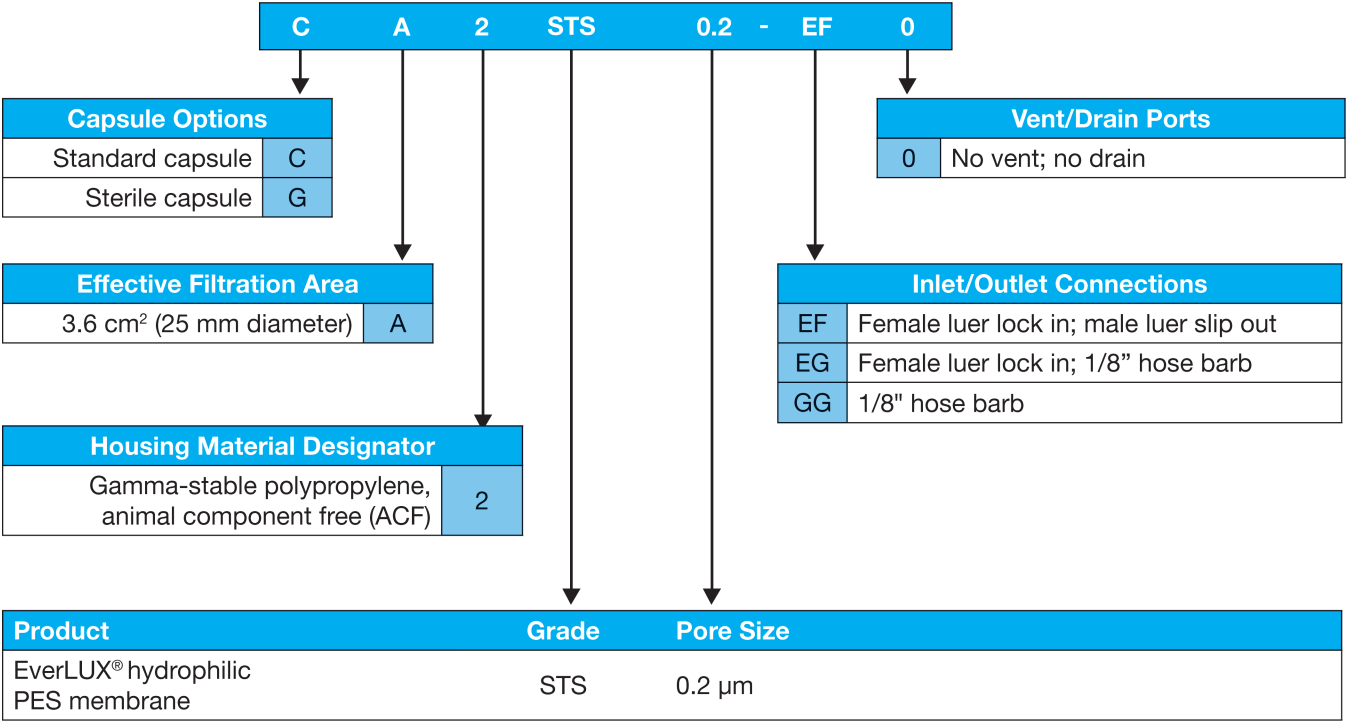 C A 2 STS 0.2 - EF 0
Capsule Options
Standard capsule C
Sterile capsule G
Vent/Drain Ports
0 No vent; no drain
Effective Filtration Area
3.6 cm² (25 mm diameter) A
Inlet/Outlet Connections
EF Female luer lock in; male luer slip out
EG Female luer lock in; 1/8” hose barb
GG 1/8" hose barb
Housing Material Designator
Gamma-stable polypropylene,
animal component free (ACF)
2
Product Grade Pore Size
EverLUX® hydrophilic
PES membrane
STS 0.2 µm